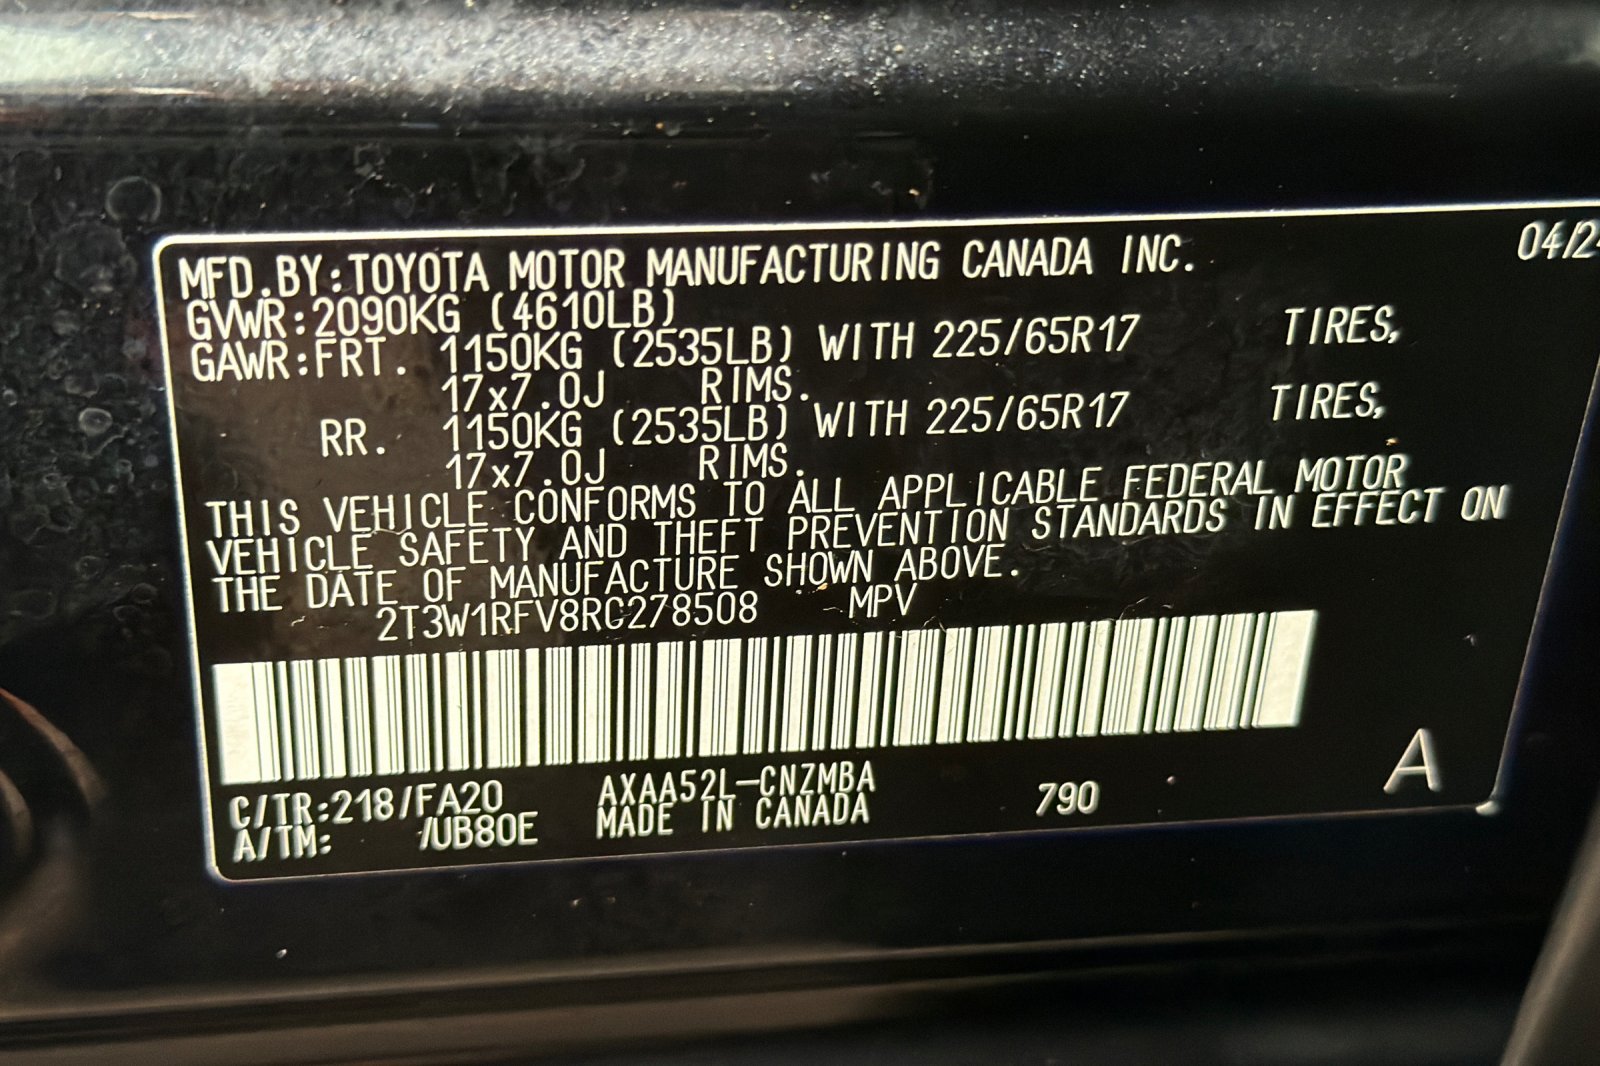 04/2
MFD.BY:TOYOTA MOTOR MANUFACTURING CANADA INC.
GVWR:2090KG (4610LB)
GAWR:FRT. 1150KG (2535LB) WITH 225/65R17 TIRES,
17x7.0J RIMS.
RR. 1150KG (2535LB) WITH 225/65R17 TIRES,
17x7.0J RIMS.
THIS VEHICLE CONFORMS TO ALL APPLICABLE FEDERAL MOTOR
VEHICLE SAFETY AND THEFT PREVENTION STANDARDS IN EFFECT ON
THE DATE OF MANUFACTURE SHOWN ABOVE.
2T3W1RFV8RC278508 MPV
C/TR:218/FA20 AXAA52L-CNZMBA 790 A
A/TM: /UB80E MADE IN CANADA